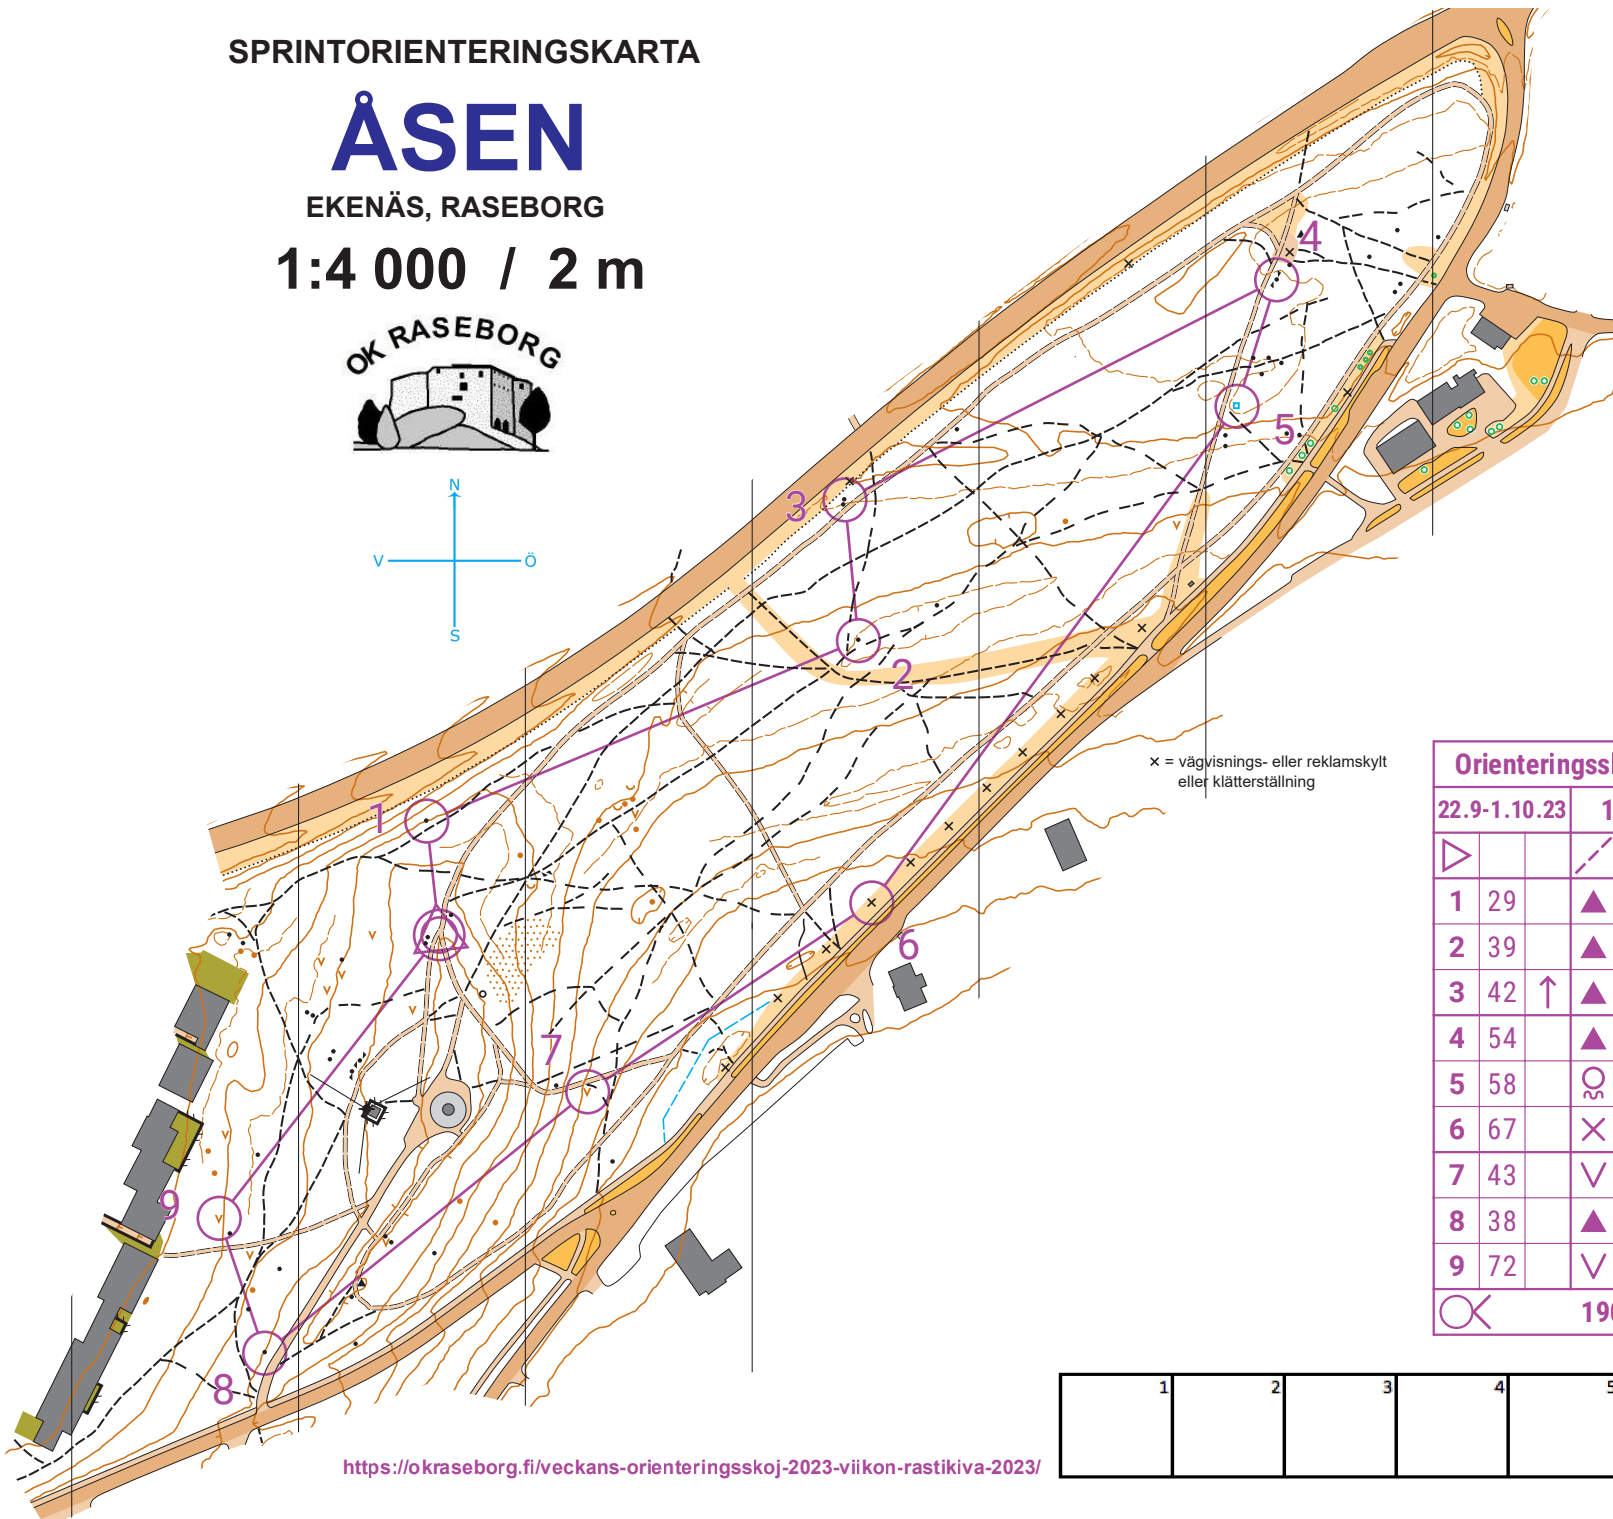 SPRINTORIENTERINGSKARTA
ÅSEN
EKENÄS, RASEBORG
1:4 000 / 2 m
OK RASEBORG
N
V Ö
S
4
5
3
2
1
6
7
9
8
× = vägvisnings- eller reklamskylt
eller klätterställning
22.9-1.10.23 1
1 29
2 39
3 42
4 54
5 58
6 67
7 43
8 38
9 72
1 2 3 4 5
https://okraseborg.fi/veckans-orienteringsskoj-2023-viikon-rastikiva-2023/